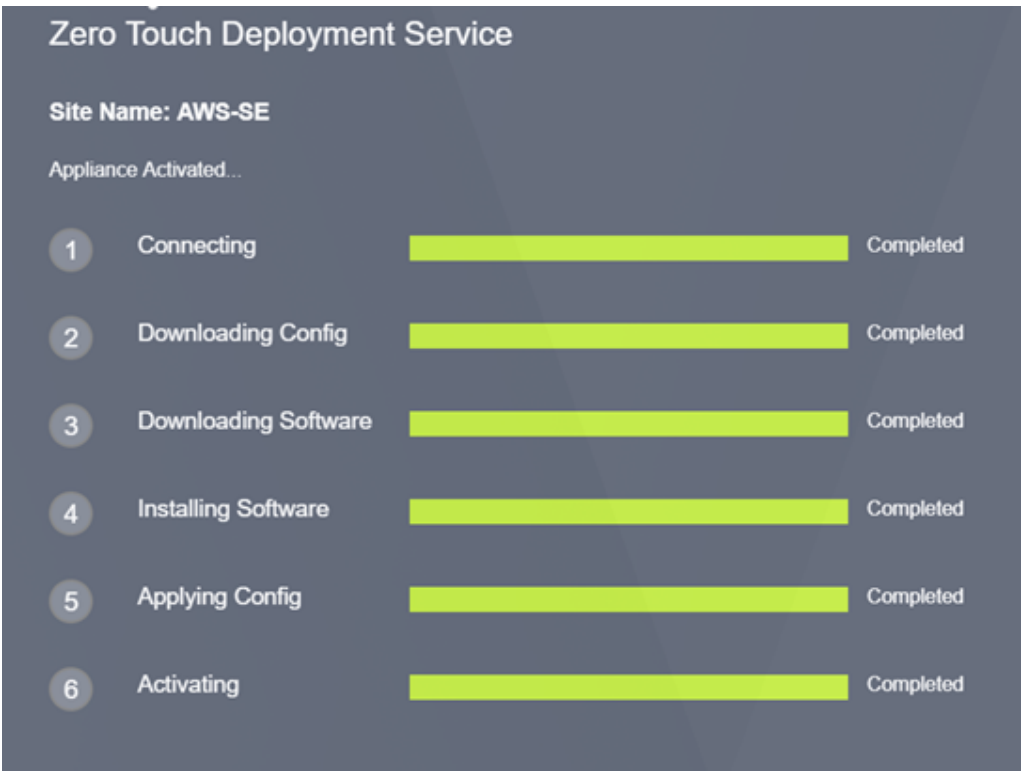 Zero Touch Deployment Service
Site Name: AWS-SE
Appliance Activated...
1 Connecting Completed
2 Downloading Config Completed
3 Downloading Software Completed
4 Installing Software Completed
5 Applying Config Completed
6 Activating Completed